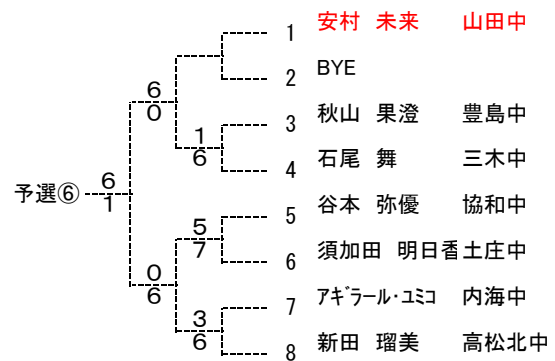 1 安村 未来 山田中
2 BYE
6
0
3 秋山 果澄 豊島中
1
6
4 石尾 舞 三木中
予選⑥
6
1
5 谷本 弥優 協和中
5
7
6 須加田 明日香 土庄中
0
6
7 ｱｷﾞﾗｰﾙ･ﾕﾐｺ 内海中
3
6
8 新田 瑠美 高松北中